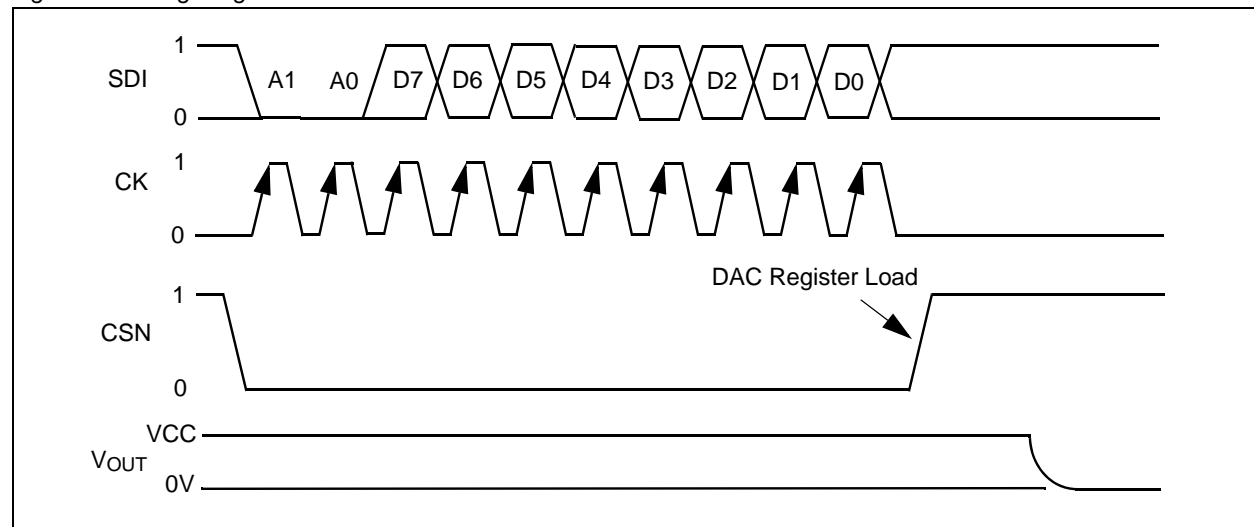 1
SDI
A1 A0 D7 D6 D5 D4 D3 D2 D1 D0
0
1
CK
0
DAC Register Load
1
CSN
0
VCC
VOUT
0V